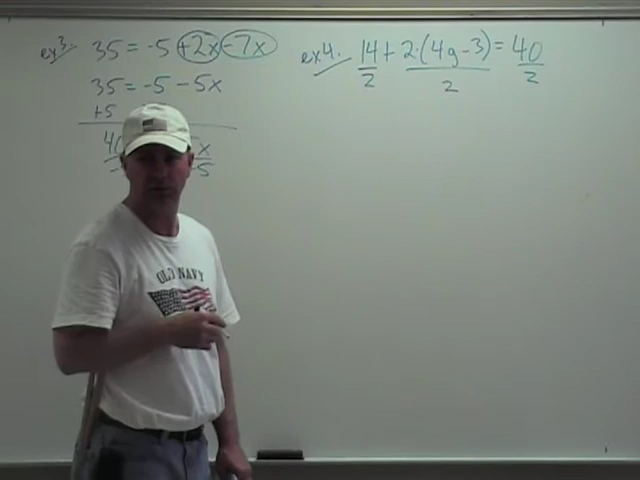 ex3. 35 = -5 +2x -7x
35 = -5 - 5x
+5
x
-5
ex4. 14/2 + 2·(4g-3)/2 = 40/2
OLD NAVY